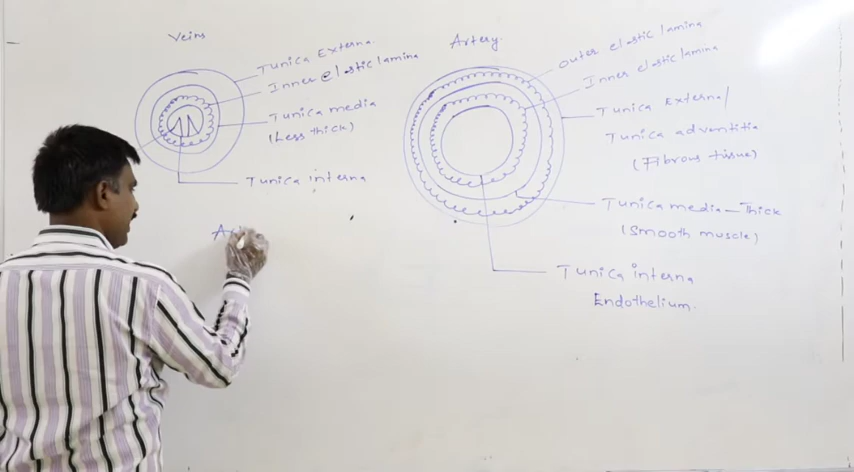 Veins
Tunica Externa.
Inner elastic lamina
Tunica media
(Less thick)
Tunica interna
Artery.
outer elastic lamina
Inner elastic lamina
Tunica External/
Tunica adventitia
(Fibrous tissue)
Tunica media - Thick
(Smooth muscle)
Tunica interna
Endothelium.